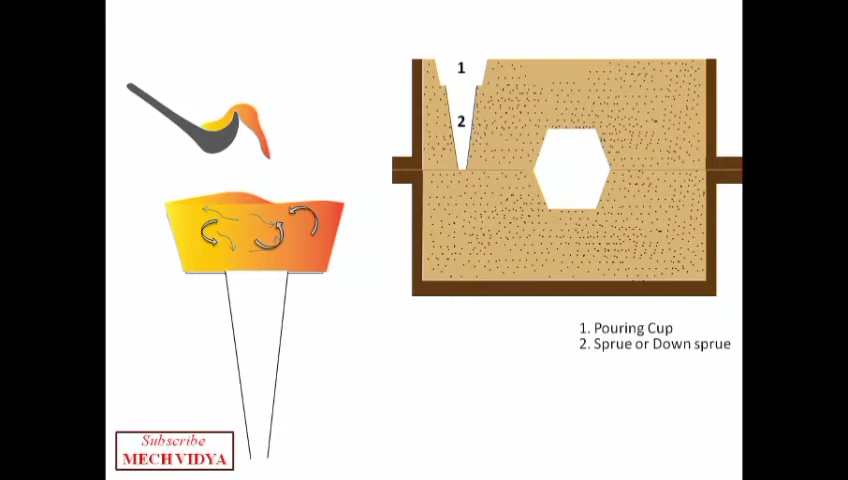 1
2
1. Pouring Cup
2. Sprue or Down sprue
Subscribe
MECH VIDYA